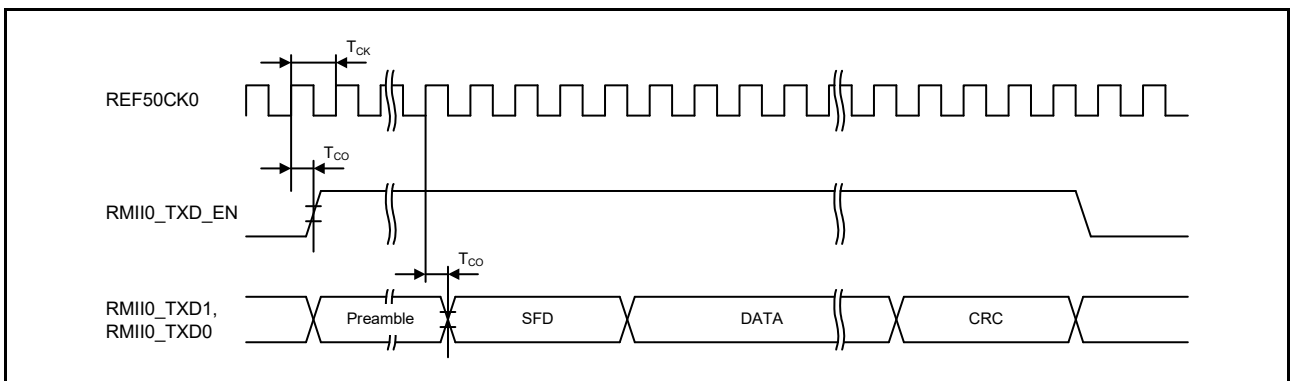 TCK
REF50CK0
TCO
RMII0_TXD_EN
TCO
RMII0_TXD1,
RMII0_TXD0
Preamble SFD DATA CRC